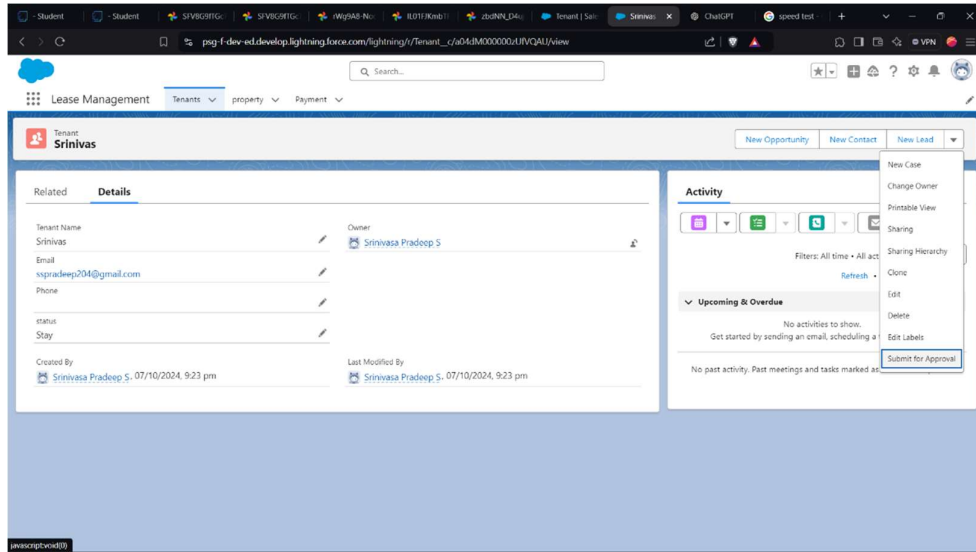 - Student
- Student
SFV8G9fTGc
SFV8G9fTGc
rWg9A8-No
IL01FJKmbTl
zbdNN_D4u
Tenant | Sale
Srinivas
ChatGPT
speed test -
psg-f-dev-ed.develop.lightning.force.com/lightning/r/Tenant__c/a04dM000000zUfVQAU/view
VPN
Search...
Lease Management
Tenants
property
Payment
Tenant
Srinivas
New Opportunity
New Contact
New Lead
New Case
Change Owner
Printable View
Sharing
Sharing Hierarchy
Clone
Edit
Delete
Edit Labels
Submit for Approval
Related
Details
Tenant Name
Srinivas
Owner
Srinivasa Pradeep S
Email
sspradeep204@gmail.com
Phone
status
Stay
Created By
Srinivasa Pradeep S, 07/10/2024, 9:23 pm
Last Modified By
Srinivasa Pradeep S, 07/10/2024, 9:23 pm
Activity
Filters: All time • All act
Refresh •
Upcoming & Overdue
No activities to show.
Get started by sending an email, scheduling a
No past activity. Past meetings and tasks marked as
javascript:void(0)